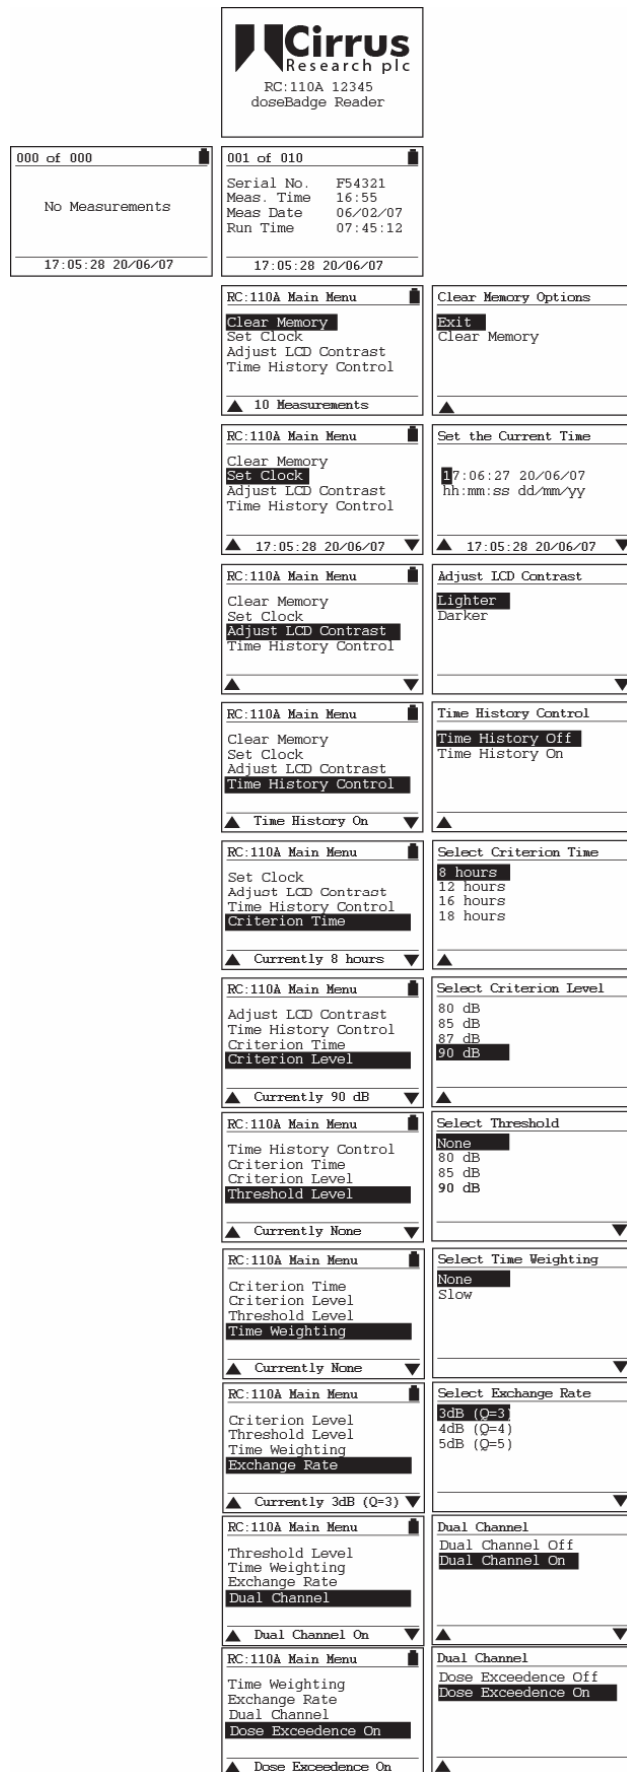 Cirrus
Research plc
RC:110A 12345
doseBadge Reader
000 of 000
No Measurements
17:05:28 20/06/07
001 of 010
Serial No. F54321
Meas. Time 16:55
Meas Date 06/02/07
Run Time 07:45:12
17:05:28 20/06/07
RC:110A Main Menu
Clear Memory
Set Clock
Adjust LCD Contrast
Time History Control
10 Measurements
Clear Memory Options
Exit
Clear Memory
RC:110A Main Menu
Clear Memory
Set Clock
Adjust LCD Contrast
Time History Control
17:05:28 20/06/07
Set the Current Time
17:06:27 20/06/07
hh:mm:ss dd/mm/yy
17:05:28 20/06/07
RC:110A Main Menu
Clear Memory
Set Clock
Adjust LCD Contrast
Time History Control
Adjust LCD Contrast
Lighter
Darker
RC:110A Main Menu
Clear Memory
Set Clock
Adjust LCD Contrast
Time History Control
Time History On
Time History Control
Time History Off
Time History On
RC:110A Main Menu
Set Clock
Adjust LCD Contrast
Time History Control
Criterion Time
Currently 8 hours
Select Criterion Time
8 hours
12 hours
16 hours
18 hours
RC:110A Main Menu
Adjust LCD Contrast
Time History Control
Criterion Time
Criterion Level
Currently 90 dB
Select Criterion Level
80 dB
85 dB
87 dB
90 dB
RC:110A Main Menu
Time History Control
Criterion Time
Criterion Level
Threshold Level
Currently None
Select Threshold
None
80 dB
85 dB
90 dB
RC:110A Main Menu
Criterion Time
Criterion Level
Threshold Level
Time Weighting
Currently None
Select Time Weighting
None
Slow
RC:110A Main Menu
Criterion Level
Threshold Level
Time Weighting
Exchange Rate
Currently 3dB (Q=3)
Select Exchange Rate
3dB (Q=3)
4dB (Q=4)
5dB (Q=5)
RC:110A Main Menu
Threshold Level
Time Weighting
Exchange Rate
Dual Channel
Dual Channel On
Dual Channel
Dual Channel Off
Dual Channel On
RC:110A Main Menu
Time Weighting
Exchange Rate
Dual Channel
Dose Exceedence On
Dose Exceedence On
Dual Channel
Dose Exceedence Off
Dose Exceedence On